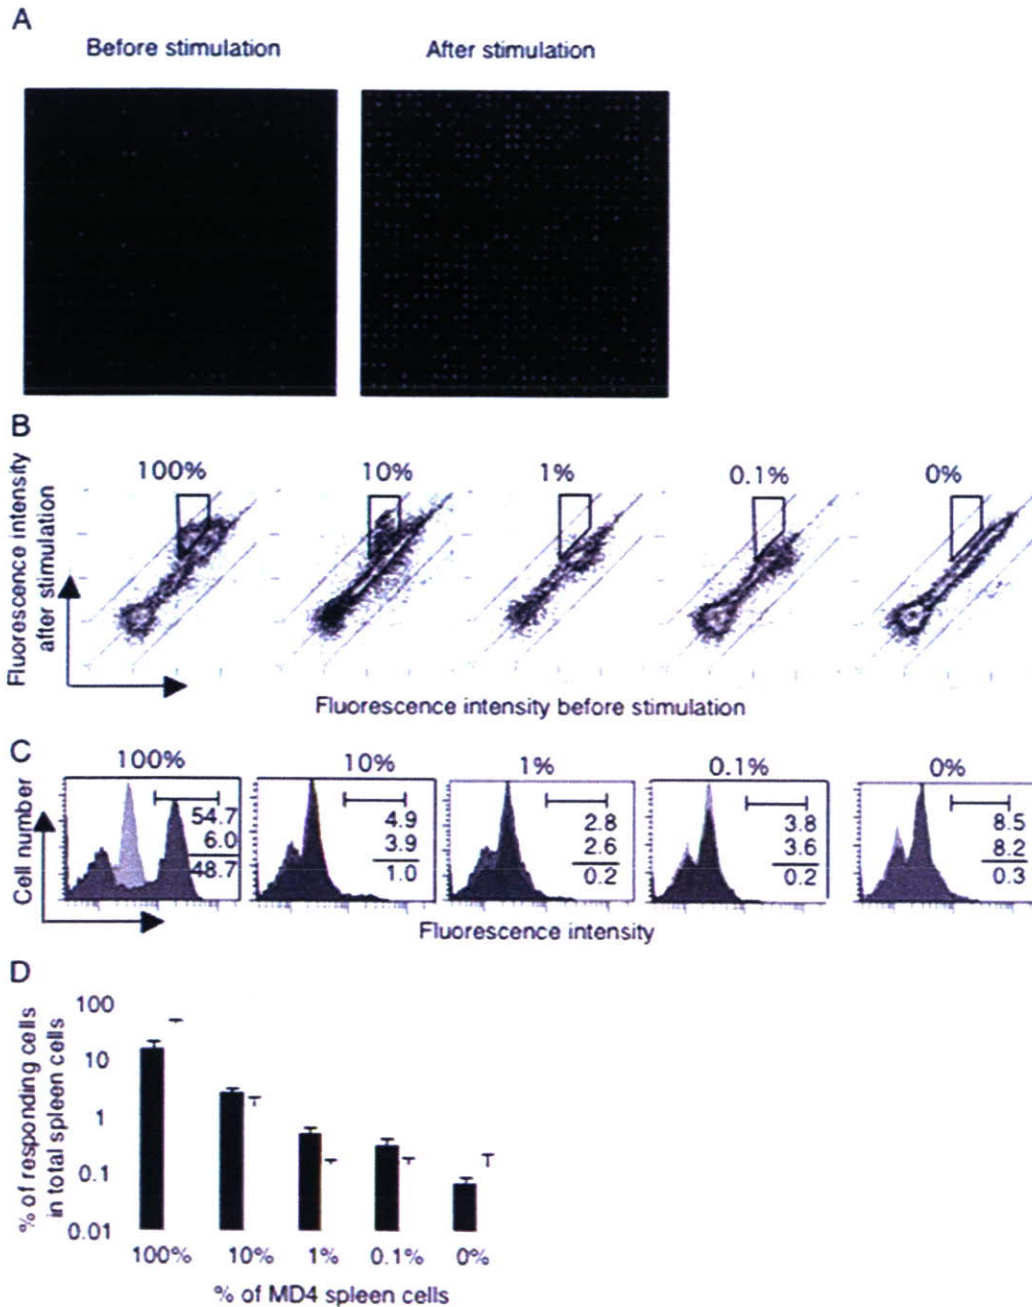 A
Before stimulation
After stimulation
B
Fluorescence intensity
after stimulation
100%
10%
1%
0.1%
0%
Fluorescence intensity before stimulation
C
Cell number
100%
10%
1%
0.1%
0%
54.7
6.0
48.7
4.9
3.9
1.0
2.8
2.6
0.2
3.8
3.6
0.2
8.5
8.2
0.3
Fluorescence intensity
D
% of responding cells
in total spleen cells
100
10
1
0.1
0.01
100%
10%
1%
0.1%
0%
% of MD4 spleen cells